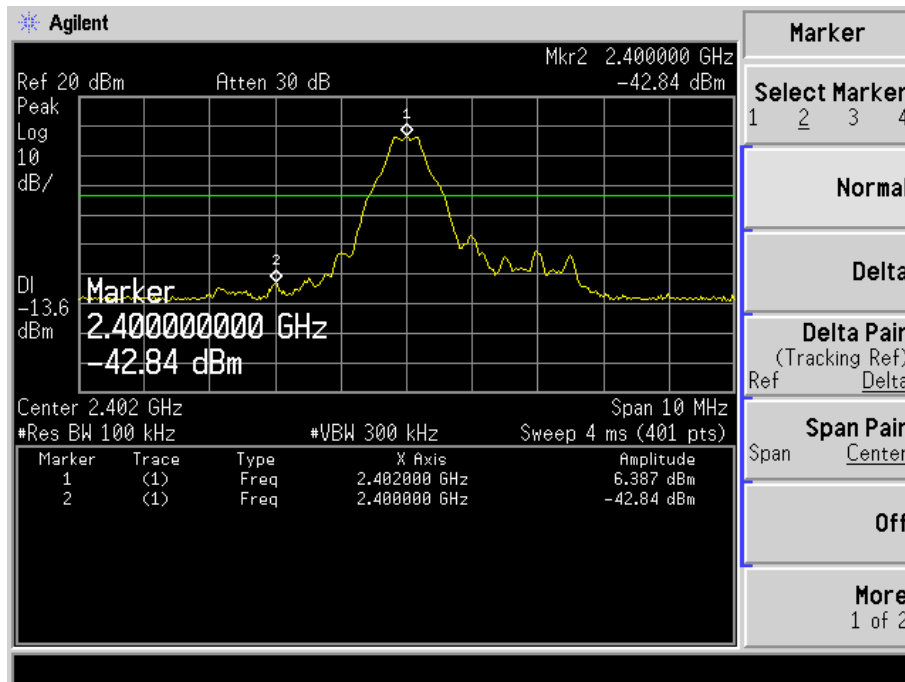 Agilent
Marker
Mkr2 2.400000 GHz
Ref 20 dBm Atten 30 dB -42.84 dBm
Peak
Log
10
dB/
1
2
DI
-13.6
dBm
Marker
2.400000000 GHz
-42.84 dBm
Center 2.402 GHz Span 10 MHz
#Res BW 100 kHz #VBW 300 kHz Sweep 4 ms (401 pts)
Marker Trace Type X Axis Amplitude
1 (1) Freq 2.402000 GHz 6.387 dBm
2 (1) Freq 2.400000 GHz -42.84 dBm
Select Marker
1 2 3 4
Normal
Delta
Delta Pair
(Tracking Ref)
Ref Delta
Span Pair
Span Center
Off
More
1 of 2